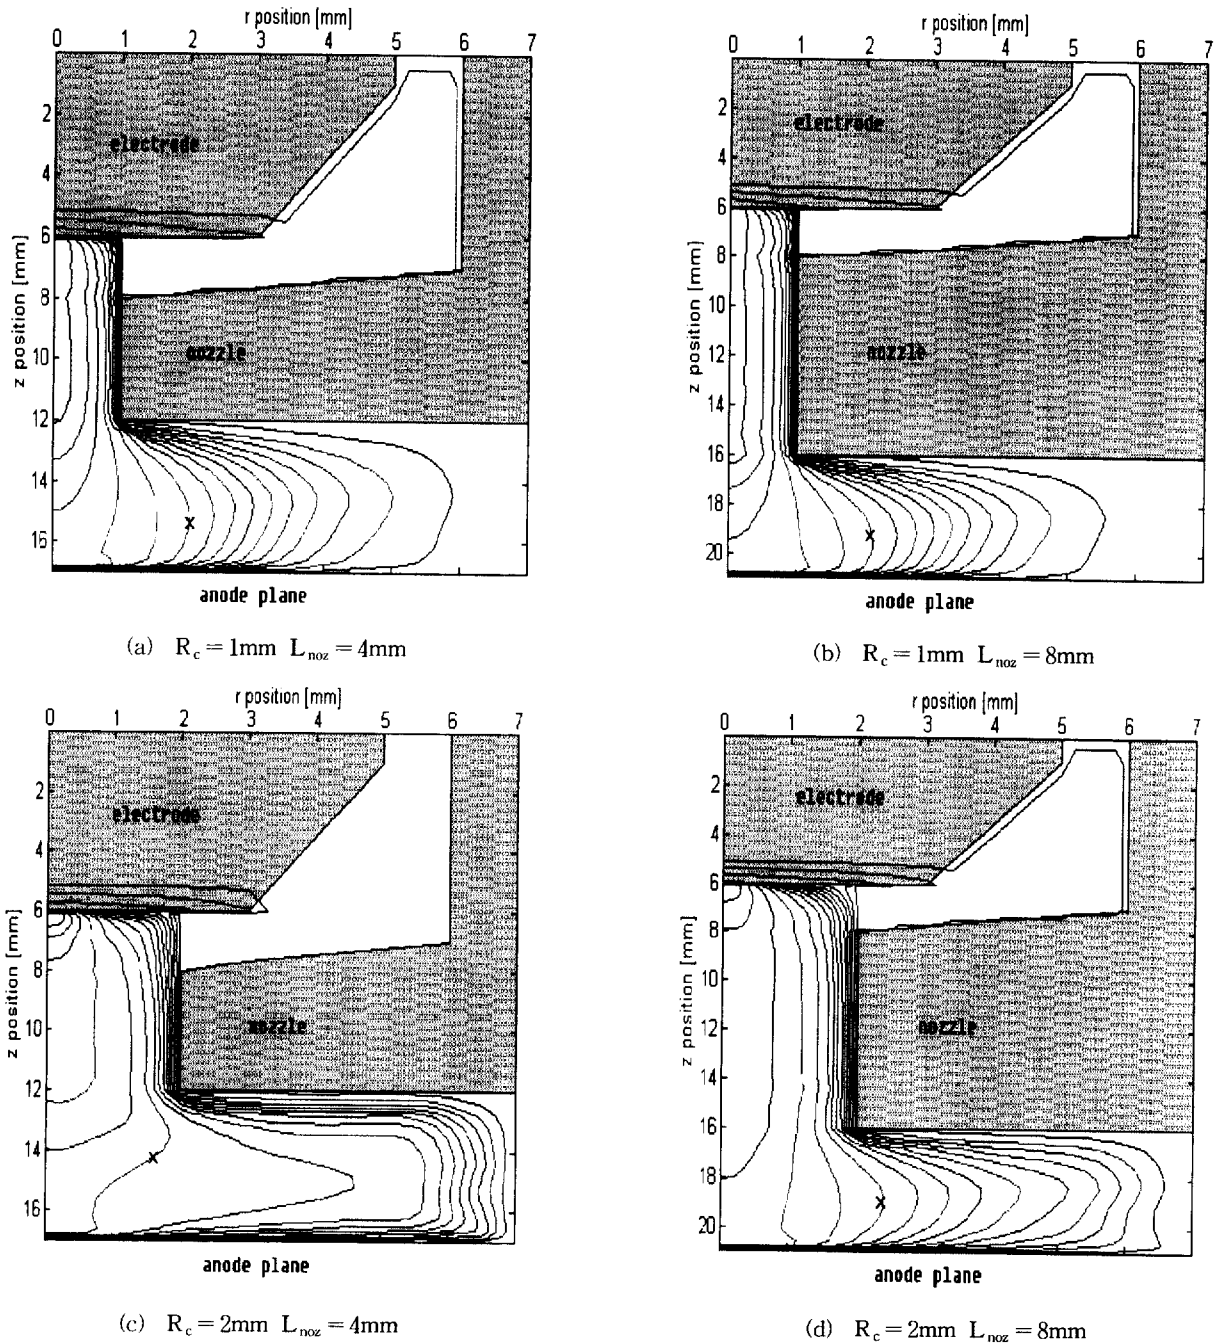 r position [mm]
0 1 2 3 4 5 6 7
2
4
6
8
10
12
14
16
z position [mm]
electrode
nozzle
x
anode plane
(a) R_c = 1mm L_noz = 4mm
r position [mm]
0 1 2 3 4 5 6 7
2
4
6
8
10
12
14
16
18
20
z position [mm]
electrode
nozzle
x
anode plane
(b) R_c = 1mm L_noz = 8mm
r position [mm]
0 1 2 3 4 5 6 7
2
4
6
8
10
12
14
16
z position [mm]
electrode
nozzle
x
anode plane
(c) R_c = 2mm L_noz = 4mm
r position [mm]
0 1 2 3 4 5 6 7
2
4
6
8
10
12
14
16
18
20
z position [mm]
electrode
nozzle
x
anode plane
(d) R_c = 2mm L_noz = 8mm